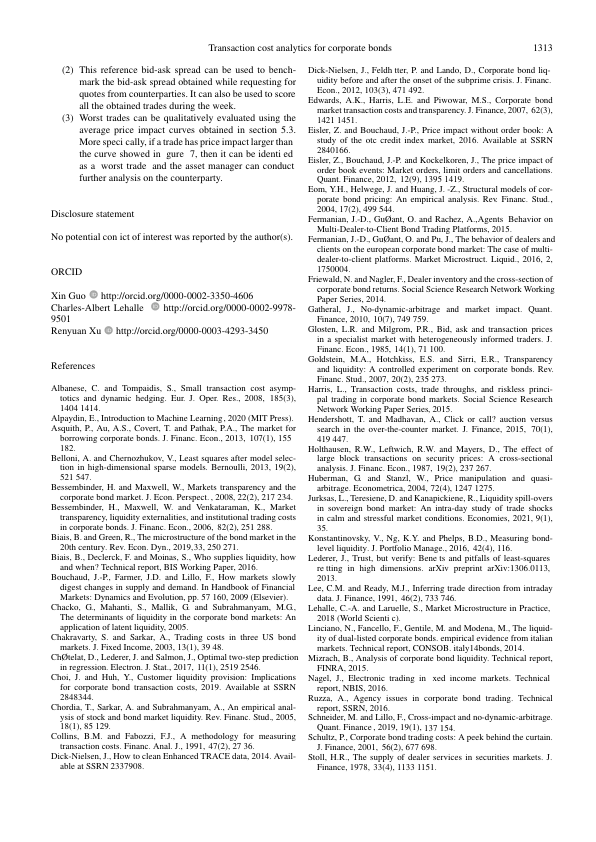 Transaction cost analytics for corporate bonds 1313
(2) This reference bid-ask spread can be used to bench-
mark the bid-ask spread obtained while requesting for
quotes from counterparties. It can also be used to score
all the obtained trades during the week.
(3) Worst trades can be qualitatively evaluated using the
average price impact curves obtained in section 5.3.
More speci cally, if a trade has price impact larger than
the curve showed in gure 7, then it can be identi ed
as a worst trade and the asset manager can conduct
further analysis on the counterparty.
Disclosure statement
No potential con ict of interest was reported by the author(s).
ORCID
Xin Guo http://orcid.org/0000-0002-3350-4606
Charles-Albert Lehalle http://orcid.org/0000-0002-9978-
9501
Renyuan Xu http://orcid.org/0000-0003-4293-3450
References
Albanese, C. and Tompaidis, S., Small transaction cost asymp-
totics and dynamic hedging. Eur. J. Oper. Res., 2008, 185(3),
1404 1414.
Alpaydin, E., Introduction to Machine Learning, 2020 (MIT Press).
Asquith, P., Au, A.S., Covert, T. and Pathak, P.A., The market for
borrowing corporate bonds. J. Financ. Econ., 2013, 107(1), 155
182.
Belloni, A. and Chernozhukov, V., Least squares after model selec-
tion in high-dimensional sparse models. Bernoulli, 2013, 19(2),
521 547.
Bessembinder, H. and Maxwell, W., Markets transparency and the
corporate bond market. J. Econ. Perspect. , 2008, 22(2), 217 234.
Bessembinder, H., Maxwell, W. and Venkataraman, K., Market
transparency, liquidity externalities, and institutional trading costs
in corporate bonds. J. Financ. Econ., 2006, 82(2), 251 288.
Biais, B. and Green, R., The microstructure of the bond market in the
20th century. Rev. Econ. Dyn., 2019,33, 250 271.
Biais, B., Declerck, F. and Moinas, S., Who supplies liquidity, how
and when? Technical report, BIS Working Paper, 2016.
Bouchaud, J.-P., Farmer, J.D. and Lillo, F., How markets slowly
digest changes in supply and demand. In Handbook of Financial
Markets: Dynamics and Evolution, pp. 57 160, 2009 (Elsevier).
Chacko, G., Mahanti, S., Mallik, G. and Subrahmanyam, M.G.,
The determinants of liquidity in the corporate bond markets: An
application of latent liquidity, 2005.
Chakravarty, S. and Sarkar, A., Trading costs in three US bond
markets. J. Fixed Income, 2003, 13(1), 39 48.
ChØtelat, D., Lederer, J. and Salmon, J., Optimal two-step prediction
in regression. Electron. J. Stat., 2017, 11(1), 2519 2546.
Choi, J. and Huh, Y., Customer liquidity provision: Implications
for corporate bond transaction costs, 2019. Available at SSRN
2848344.
Chordia, T., Sarkar, A. and Subrahmanyam, A., An empirical anal-
ysis of stock and bond market liquidity. Rev. Financ. Stud., 2005,
18(1), 85 129.
Collins, B.M. and Fabozzi, F.J., A methodology for measuring
transaction costs. Financ. Anal. J., 1991, 47(2), 27 36.
Dick-Nielsen, J., How to clean Enhanced TRACE data, 2014. Avail-
able at SSRN 2337908.
Dick-Nielsen, J., Feldh tter, P. and Lando, D., Corporate bond liq-
uidity before and after the onset of the subprime crisis. J. Financ.
Econ., 2012, 103(3), 471 492.
Edwards, A.K., Harris, L.E. and Piwowar, M.S., Corporate bond
market transaction costs and transparency. J. Finance, 2007, 62(3),
1421 1451.
Eisler, Z. and Bouchaud, J.-P., Price impact without order book: A
study of the otc credit index market, 2016. Available at SSRN
2840166.
Eisler, Z., Bouchaud, J.-P. and Kockelkoren, J., The price impact of
order book events: Market orders, limit orders and cancellations.
Quant. Finance, 2012, 12(9), 1395 1419.
Eom, Y.H., Helwege, J. and Huang, J. -Z., Structural models of cor-
porate bond pricing: An empirical analysis. Rev. Financ. Stud.,
2004, 17(2), 499 544.
Fermanian, J.-D., GuØant, O. and Rachez, A.,Agents Behavior on
Multi-Dealer-to-Client Bond Trading Platforms, 2015.
Fermanian, J.-D., GuØant, O. and Pu, J., The behavior of dealers and
clients on the european corporate bond market: The case of multi-
dealer-to-client platforms. Market Microstruct. Liquid., 2016, 2,
1750004.
Friewald, N. and Nagler, F., Dealer inventory and the cross-section of
corporate bond returns. Social Science Research Network Working
Paper Series, 2014.
Gatheral, J., No-dynamic-arbitrage and market impact. Quant.
Finance, 2010, 10(7), 749 759.
Glosten, L.R. and Milgrom, P.R., Bid, ask and transaction prices
in a specialist market with heterogeneously informed traders. J.
Financ. Econ., 1985, 14(1), 71 100.
Goldstein, M.A., Hotchkiss, E.S. and Sirri, E.R., Transparency
and liquidity: A controlled experiment on corporate bonds. Rev.
Financ. Stud., 2007, 20(2), 235 273.
Harris, L., Transaction costs, trade throughs, and riskless princi-
pal trading in corporate bond markets. Social Science Research
Network Working Paper Series, 2015.
Hendershott, T. and Madhavan, A., Click or call? auction versus
search in the over-the-counter market. J. Finance, 2015, 70(1),
419 447.
Holthausen, R.W., Leftwich, R.W. and Mayers, D., The effect of
large block transactions on security prices: A cross-sectional
analysis. J. Financ. Econ., 1987, 19(2), 237 267.
Huberman, G. and Stanzl, W., Price manipulation and quasi-
arbitrage. Econometrica, 2004, 72(4), 1247 1275.
Jurksas, L., Teresiene, D. and Kanapickiene, R., Liquidity spill-overs
in sovereign bond market: An intra-day study of trade shocks
in calm and stressful market conditions. Economies, 2021, 9(1),
35.
Konstantinovsky, V., Ng, K.Y. and Phelps, B.D., Measuring bond-
level liquidity. J. Portfolio Manage., 2016, 42(4), 116.
Lederer, J., Trust, but verify: Bene ts and pitfalls of least-squares
re tting in high dimensions. arXiv preprint arXiv:1306.0113,
2013.
Lee, C.M. and Ready, M.J., Inferring trade direction from intraday
data. J. Finance, 1991, 46(2), 733 746.
Lehalle, C.-A. and Laruelle, S., Market Microstructure in Practice,
2018 (World Scienti c).
Linciano, N., Fancello, F., Gentile, M. and Modena, M., The liquid-
ity of dual-listed corporate bonds. empirical evidence from italian
markets. Technical report, CONSOB. italy14bonds, 2014.
Mizrach, B., Analysis of corporate bond liquidity. Technical report,
FINRA, 2015.
Nagel, J., Electronic trading in xed income markets. Technical
report, NBIS, 2016.
Ruzza, A., Agency issues in corporate bond trading. Technical
report, SSRN, 2016.
Schneider, M. and Lillo, F., Cross-impact and no-dynamic-arbitrage.
Quant. Finance , 2019, 19(1), 137 154.
Schultz, P., Corporate bond trading costs: A peek behind the curtain.
J. Finance, 2001, 56(2), 677 698.
Stoll, H.R., The supply of dealer services in securities markets. J.
Finance, 1978, 33(4), 1133 1151.